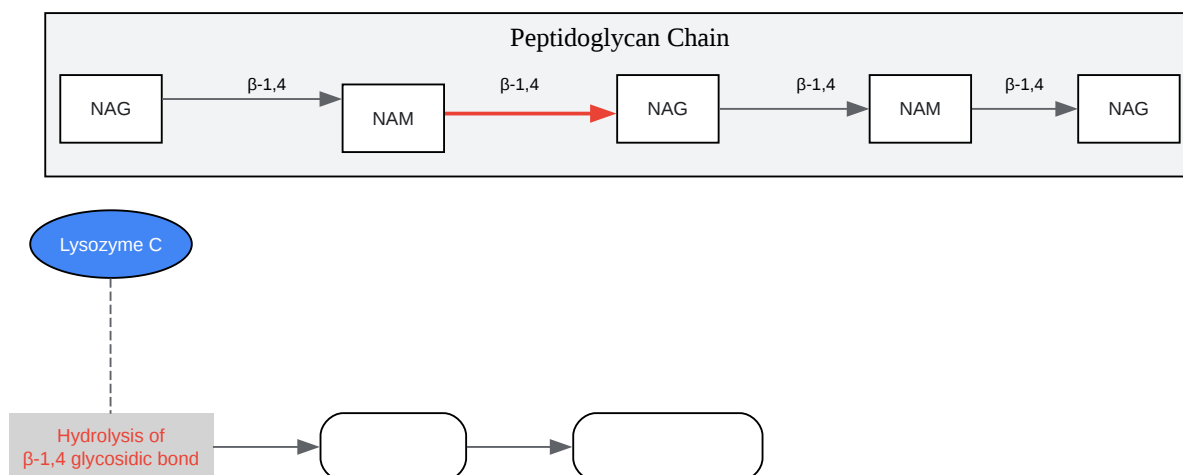 Peptidoglycan Chain
β-1,4
β-1,4
β-1,4
β-1,4
NAG
NAM
NAG
NAM
NAG
Lysozyme C
Hydrolysis of
β-1,4 glycosidic bond